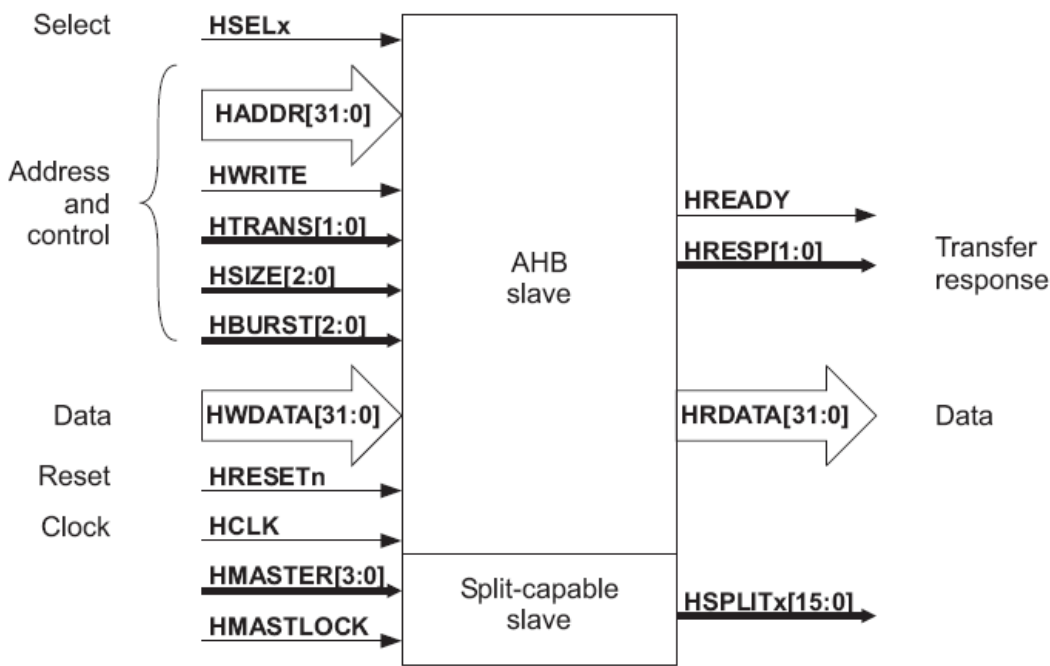 Select
HSELx
HADDR[31:0]
Address
and
control
HWRITE
HTRANS[1:0]
HSIZE[2:0]
HBURST[2:0]
Data
HWDATA[31:0]
Reset
HRESETn
Clock
HCLK
HMASTER[3:0]
HMASTLOCK
AHB
slave
Split-capable
slave
HREADY
HRESP[1:0]
Transfer
response
HRDATA[31:0]
Data
HSPLITx[15:0]